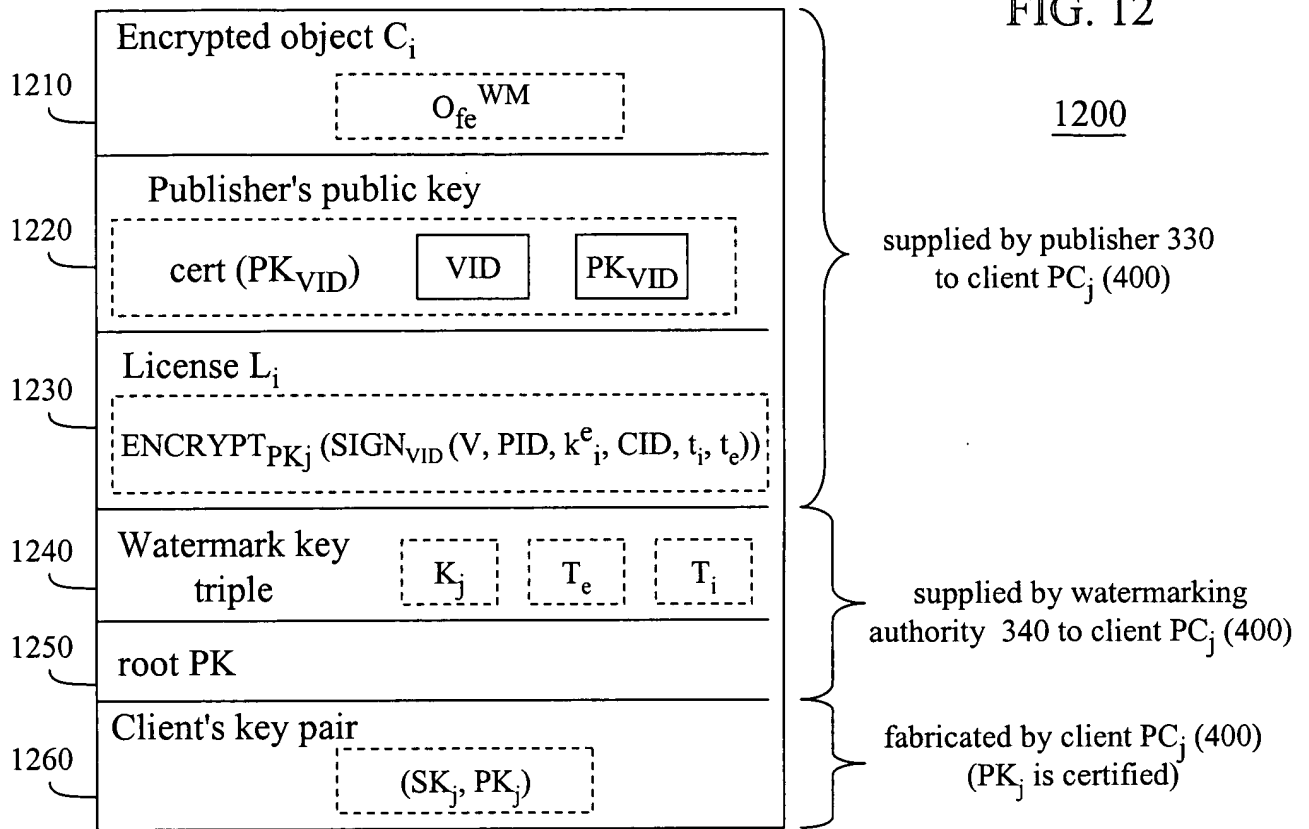 FIG. 12
1200
Encrypted object C_i
1210
O_fe^WM
Publisher's public key
1220
cert (PK_VID) VID PK_VID
supplied by publisher 330
to client PC_j (400)
License L_i
1230
ENCRYPT_PKj (SIGN_VID (V, PID, k^e_i, CID, t_i, t_e))
1240
Watermark key
triple
K_j T_e T_i
supplied by watermarking
authority 340 to client PC_j (400)
1250
root PK
Client's key pair
1260
(SK_j, PK_j)
fabricated by client PC_j (400)
(PK_j is certified)